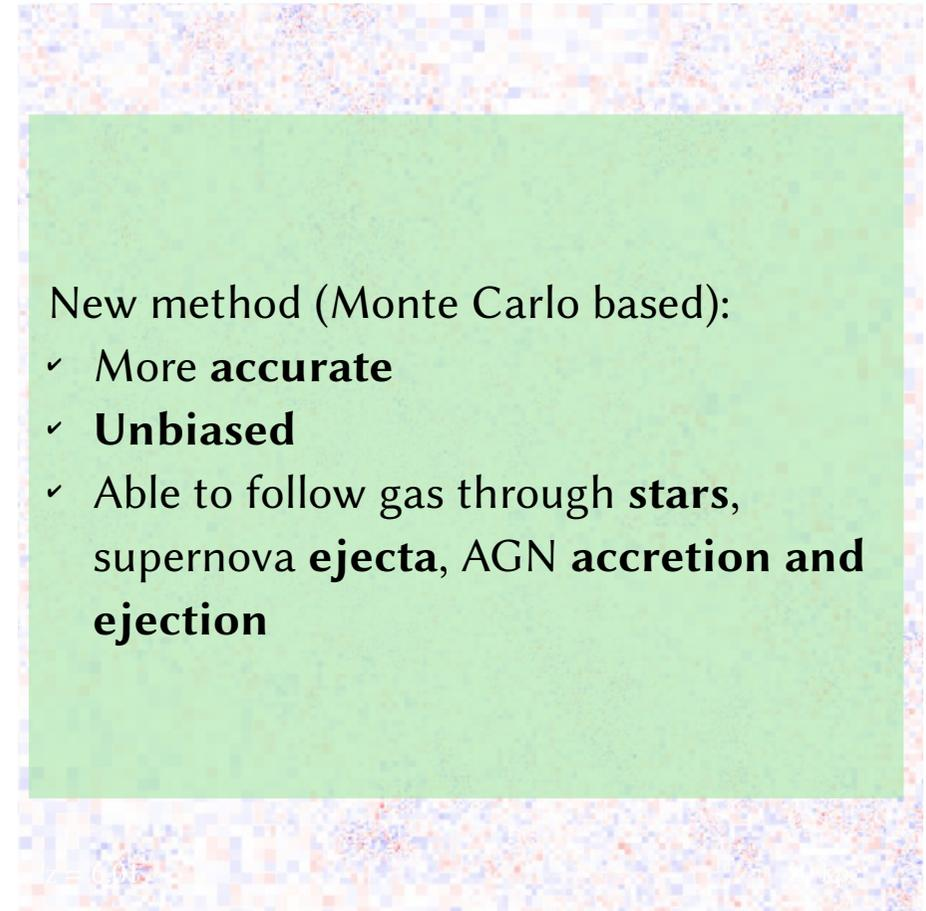 New method (Monte Carlo based):
✔ More accurate
✔ Unbiased
✔ Able to follow gas through stars,
supernova ejecta, AGN accretion and
ejection